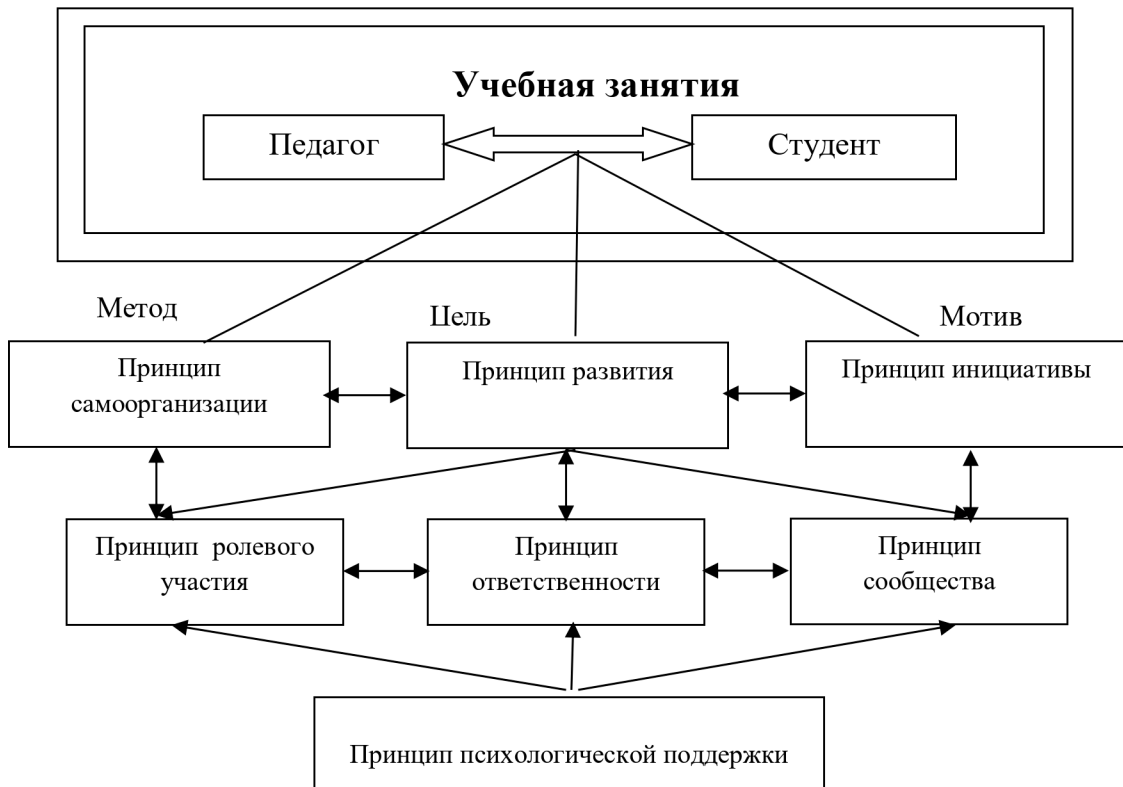 Учебная занятия
Педагог
Студент
Метод
Цель
Мотив
Принцип
самоорганизации
Принцип развития
Принцип инициативы
Принцип ролевого
участия
Принцип
ответственности
Принцип
сообщества
Принцип психологической поддержки